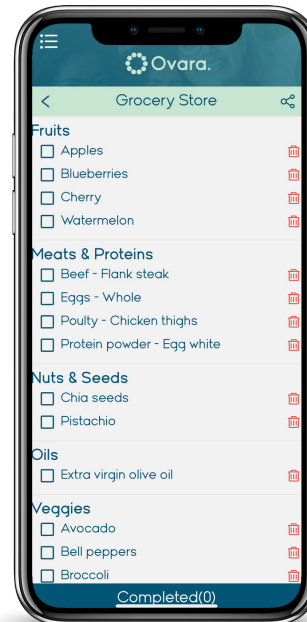 Ovara.
Grocery Store
Fruits
Apples
Blueberries
Cherry
Watermelon
Meats & Proteins
Beef - Flank steak
Eggs - Whole
Poulty - Chicken thighs
Protein powder - Egg white
Nuts & Seeds
Chia seeds
Pistachio
Oils
Extra virgin olive oil
Veggies
Avocado
Bell peppers
Broccoli
Completed(0)